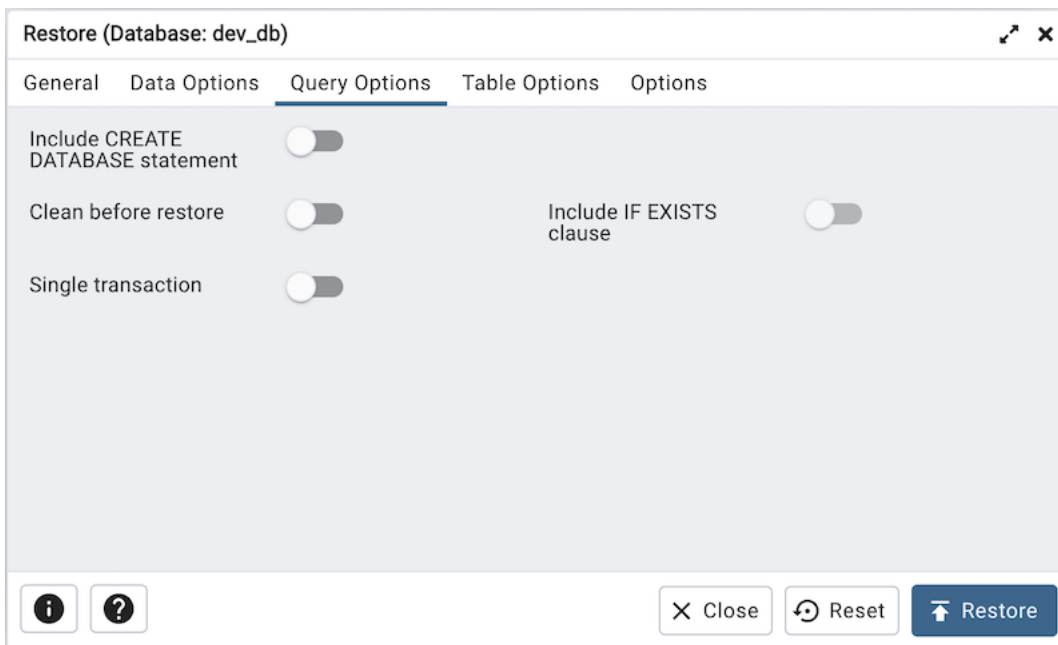 Restore (Database: dev_db)
General Data Options Query Options Table Options Options
Include CREATE
DATABASE statement
Clean before restore
Include IF EXISTS
clause
Single transaction
Close Reset Restore